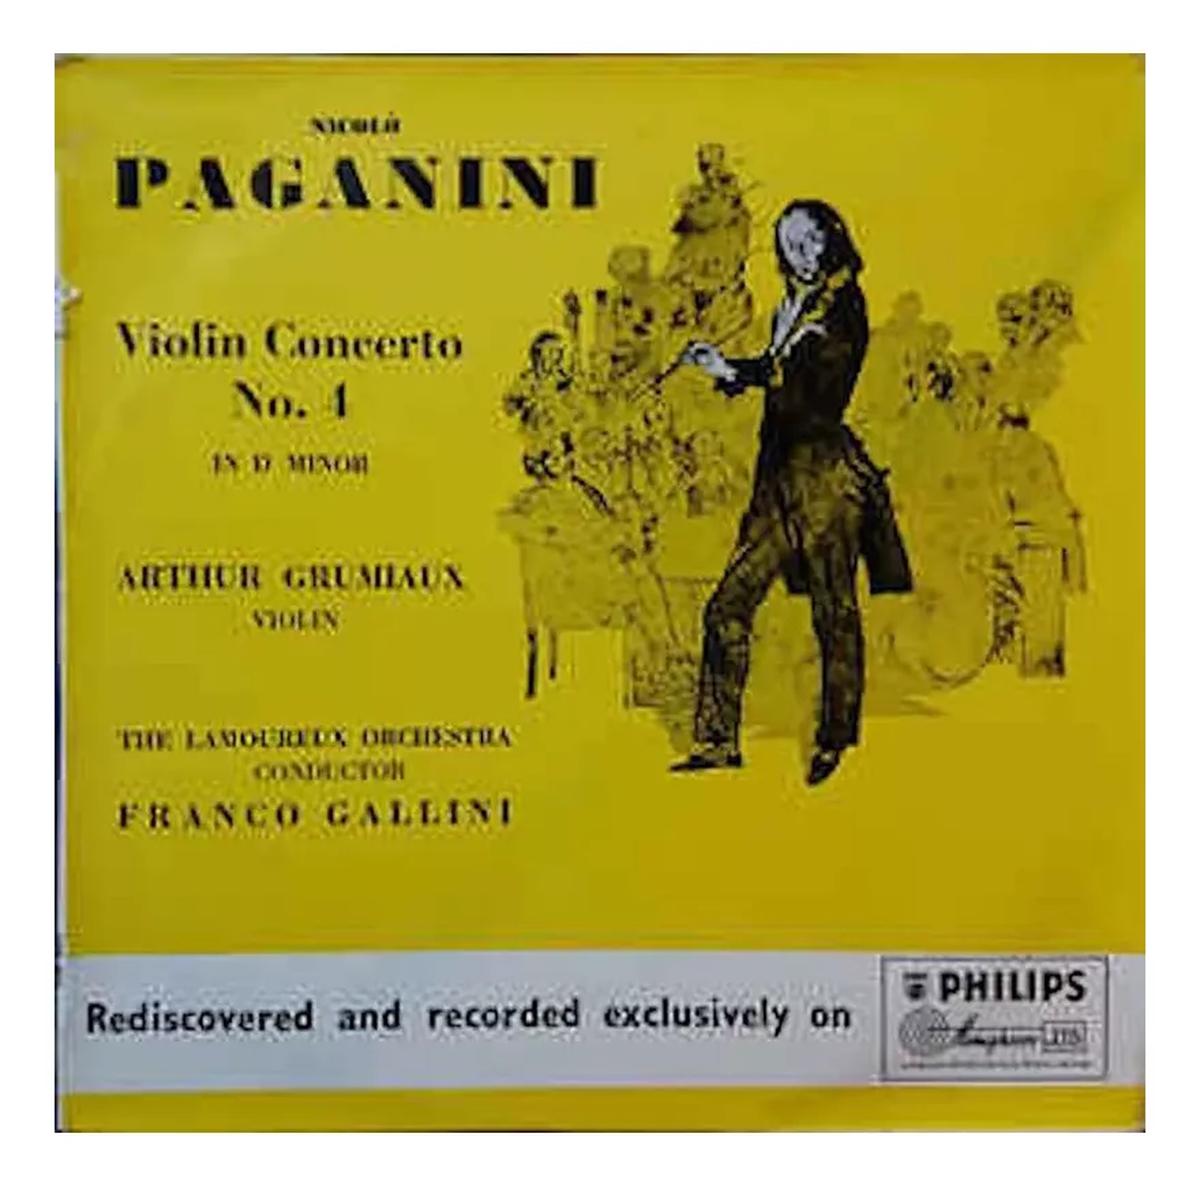 NICOLÒ
PAGANINI
Violin Concerto
No. 4
IN D MINOR
ARTHUR GRUMIAUX
VIOLIN
THE LAMOUREUX ORCHESTRA
CONDUCTOR
FRANCO GALLINI
Rediscovered and recorded exclusively on
PHILIPS